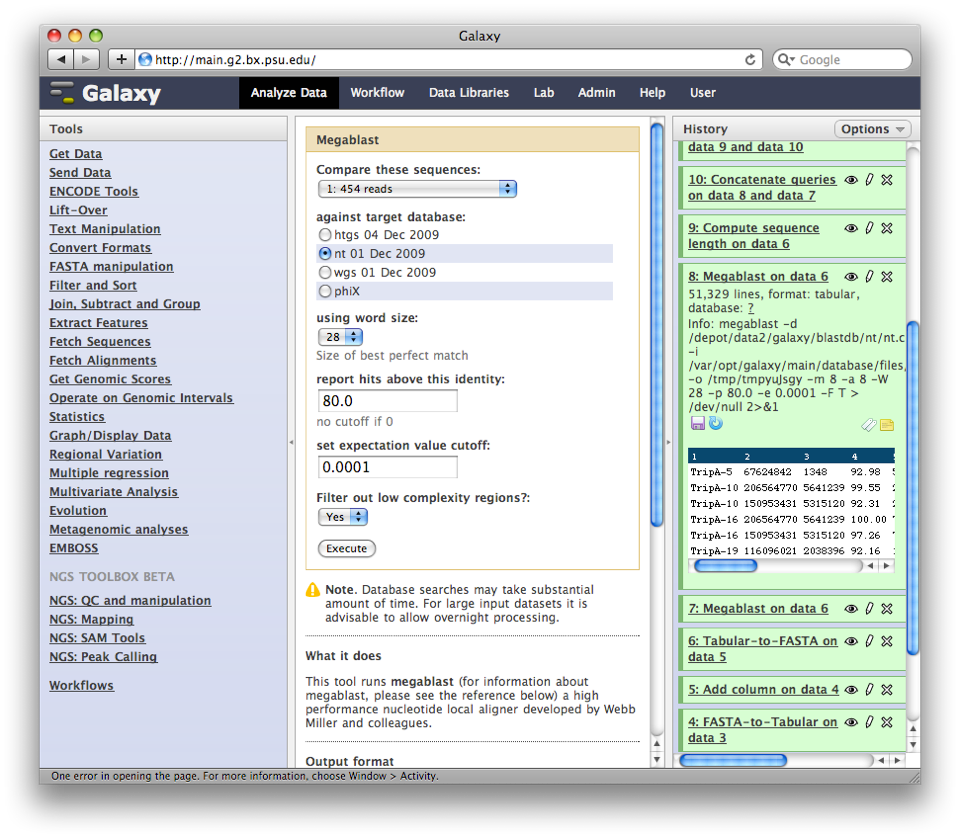 Galaxy
http://main.g2.bx.psu.edu/
Google
Galaxy
Analyze Data
Workflow
Data Libraries
Lab
Admin
Help
User
Tools
Get Data
Send Data
ENCODE Tools
Lift-Over
Text Manipulation
Convert Formats
FASTA manipulation
Filter and Sort
Join, Subtract and Group
Extract Features
Fetch Sequences
Fetch Alignments
Get Genomic Scores
Operate on Genomic Intervals
Statistics
Graph/Display Data
Regional Variation
Multiple regression
Multivariate Analysis
Evolution
Metagenomic analyses
EMBOSS
NGS TOOLBOX BETA
NGS: QC and manipulation
NGS: Mapping
NGS: SAM Tools
NGS: Peak Calling
Workflows
Megablast
Compare these sequences:
1: 454 reads
against target database:
htgs 04 Dec 2009
nt 01 Dec 2009
wgs 01 Dec 2009
phiX
using word size:
28
Size of best perfect match
report hits above this identity:
80.0
no cutoff if 0
set expectation value cutoff:
0.0001
Filter out low complexity regions?:
Yes
Execute
Note. Database searches may take substantial
amount of time. For large input datasets it is
advisable to allow overnight processing.
What it does
This tool runs megablast (for information about
megablast, please see the reference below) a high
performance nucleotide local aligner developed by Webb
Miller and colleagues.
Output format
History
Options
data 9 and data 10
10: Concatenate queries
on data 8 and data 7
9: Compute sequence
length on data 6
8: Megablast on data 6
51,329 lines, format: tabular,
database: ?
Info: megablast -d
/depot/data2/galaxy/blastdb/nt/nt.c
-i
/var/opt/galaxy/main/database/files,
-o /tmp/tmpyuJsgy -m 8 -a 8 -W
28 -p 80.0 -e 0.0001 -F T >
/dev/null 2>&1
1 2 3 4
TripA-5 67624842 1348 92.98
TripA-10 206564770 5641239 99.55
TripA-10 150953431 5315120 92.31
TripA-16 206564770 5641239 100.00
TripA-16 150953431 5315120 97.26
TripA-19 116096021 2038396 92.16
7: Megablast on data 6
6: Tabular-to-FASTA on
data 5
5: Add column on data 4
4: FASTA-to-Tabular on
data 3
One error in opening the page. For more information, choose Window > Activity.